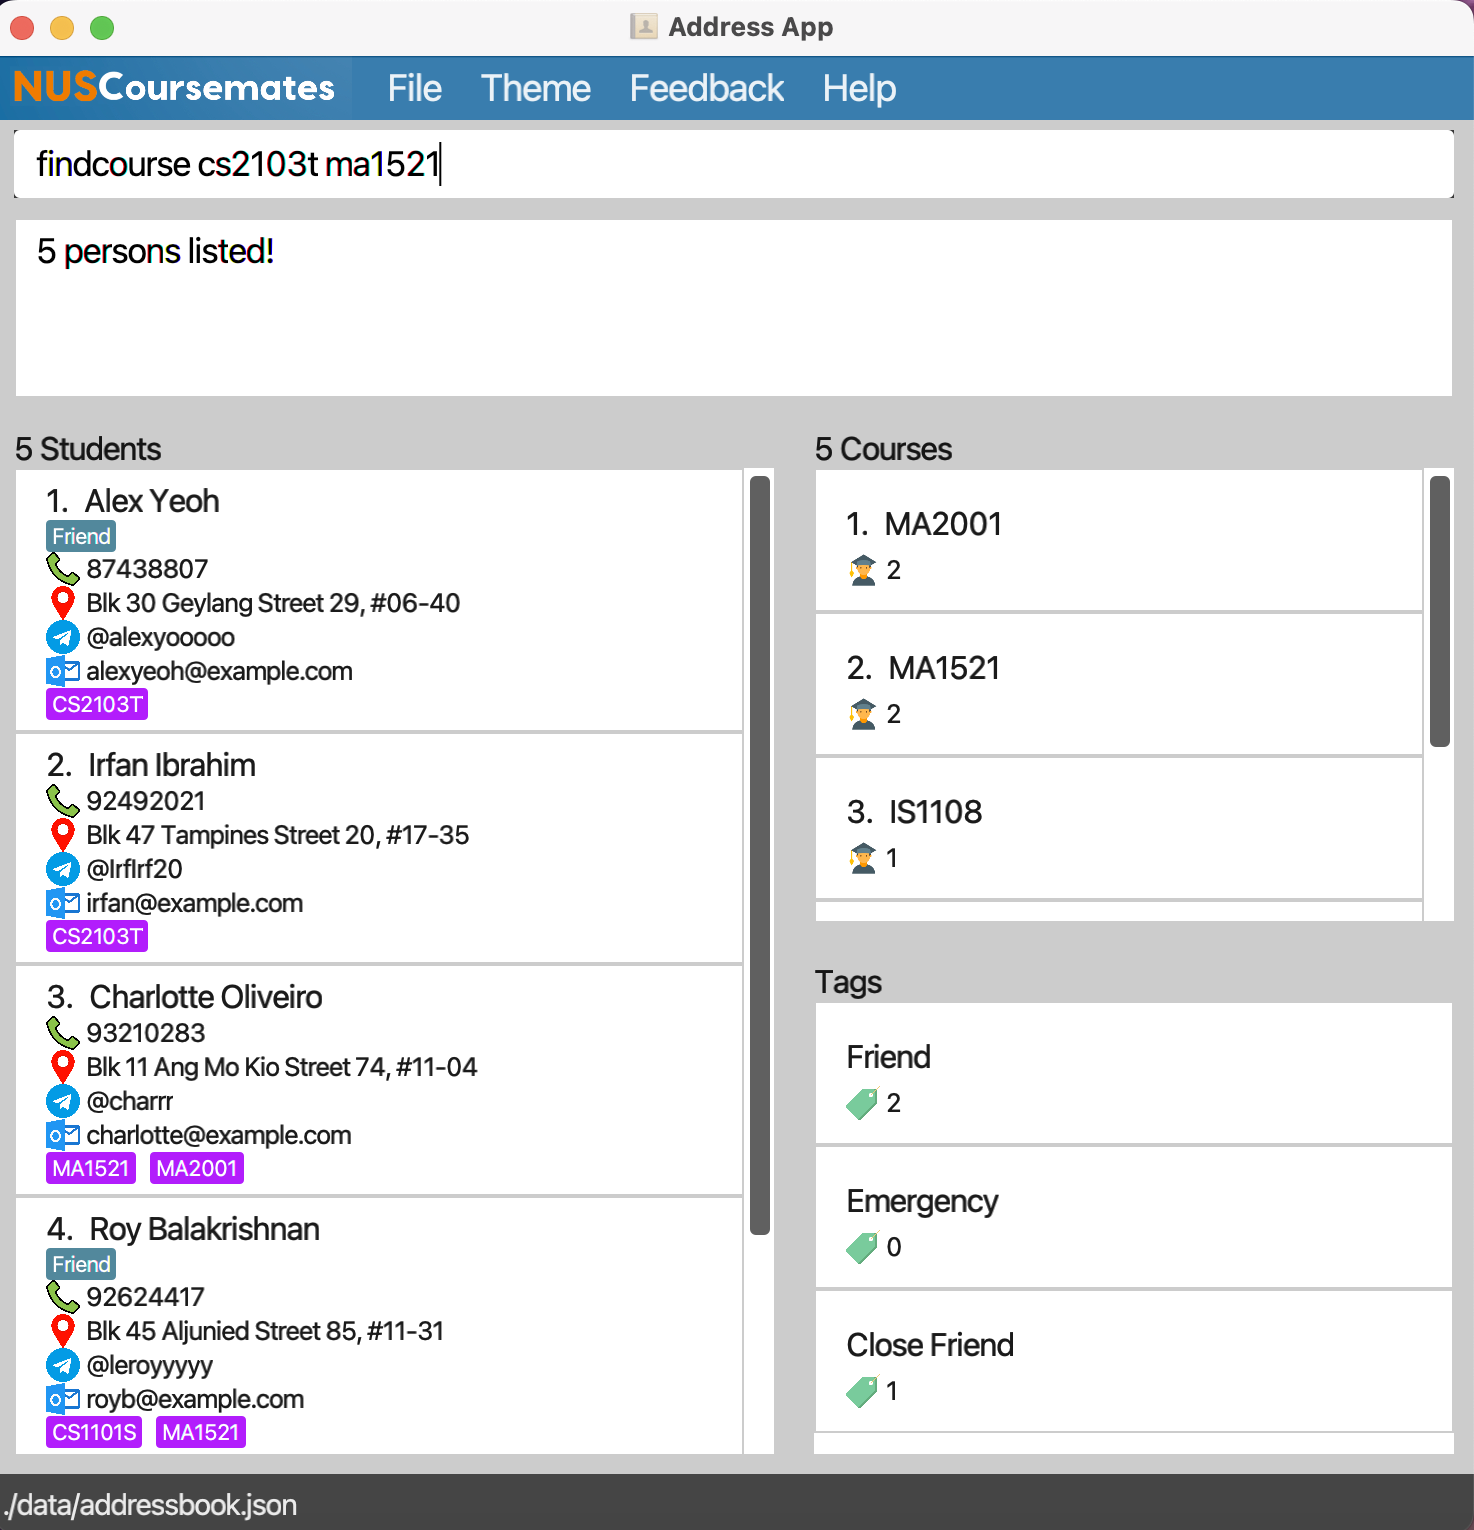 Address App
NUSCoursemates File Theme Feedback Help
findcourse cs2103t ma1521
5 persons listed!
5 Students
1. Alex Yeoh
Friend
87438807
Blk 30 Geylang Street 29, #06-40
@alexyooooo
alexyeoh@example.com
CS2103T
2. Irfan Ibrahim
92492021
Blk 47 Tampines Street 20, #17-35
@IrfIrf20
irfan@example.com
CS2103T
3. Charlotte Oliveiro
93210283
Blk 11 Ang Mo Kio Street 74, #11-04
@charrr
charlotte@example.com
MA1521 MA2001
4. Roy Balakrishnan
Friend
92624417
Blk 45 Aljunied Street 85, #11-31
@leroyyyyy
royb@example.com
CS1101S MA1521
5 Courses
1. MA2001
2
2. MA1521
2
3. IS1108
1
Tags
Friend
2
Emergency
0
Close Friend
1
./data/addressbook.json